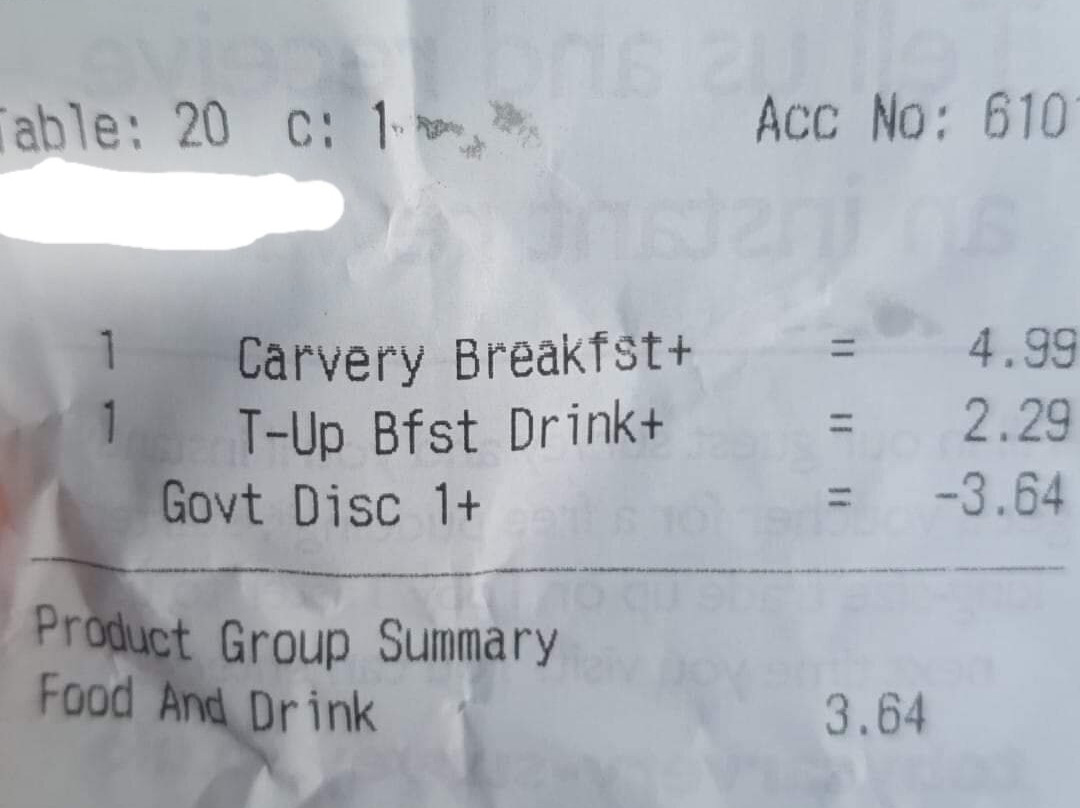 Table: 20 c: 1 Acc No: 610
1 Carvery Breakfst+ = 4.99
1 T-Up Bfst Drink+ = 2.29
Govt Disc 1+ = -3.64
Product Group Summary
Food And Drink 3.64